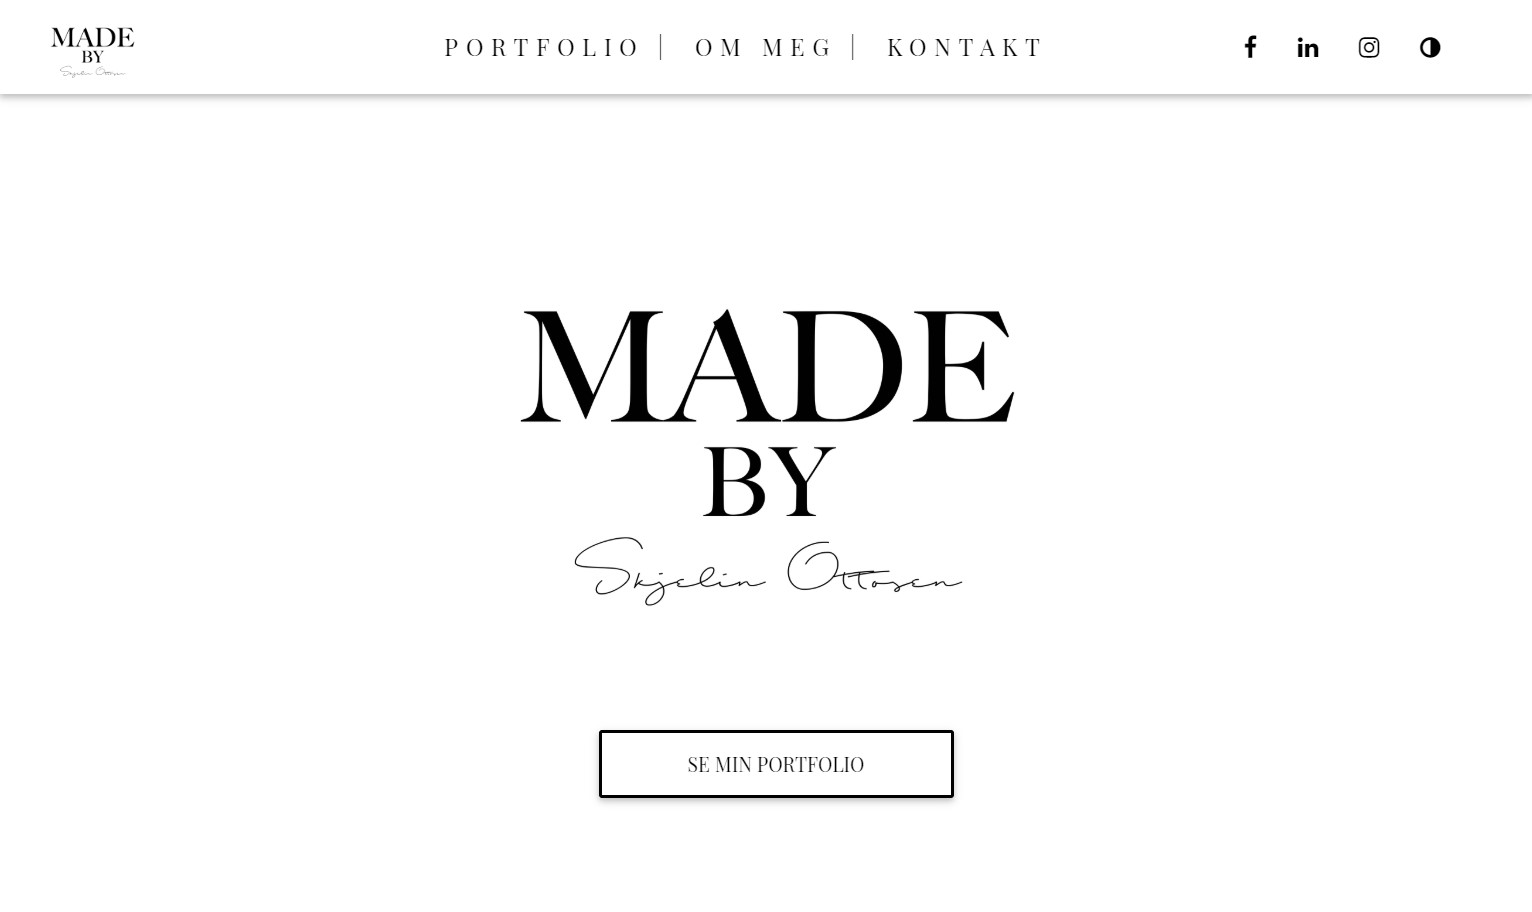 MADE
BY
Skjelin Ottosen
PORTFOLIO | OM MEG | KONTAKT
MADE
BY
Skjelin Ottosen
SE MIN PORTFOLIO